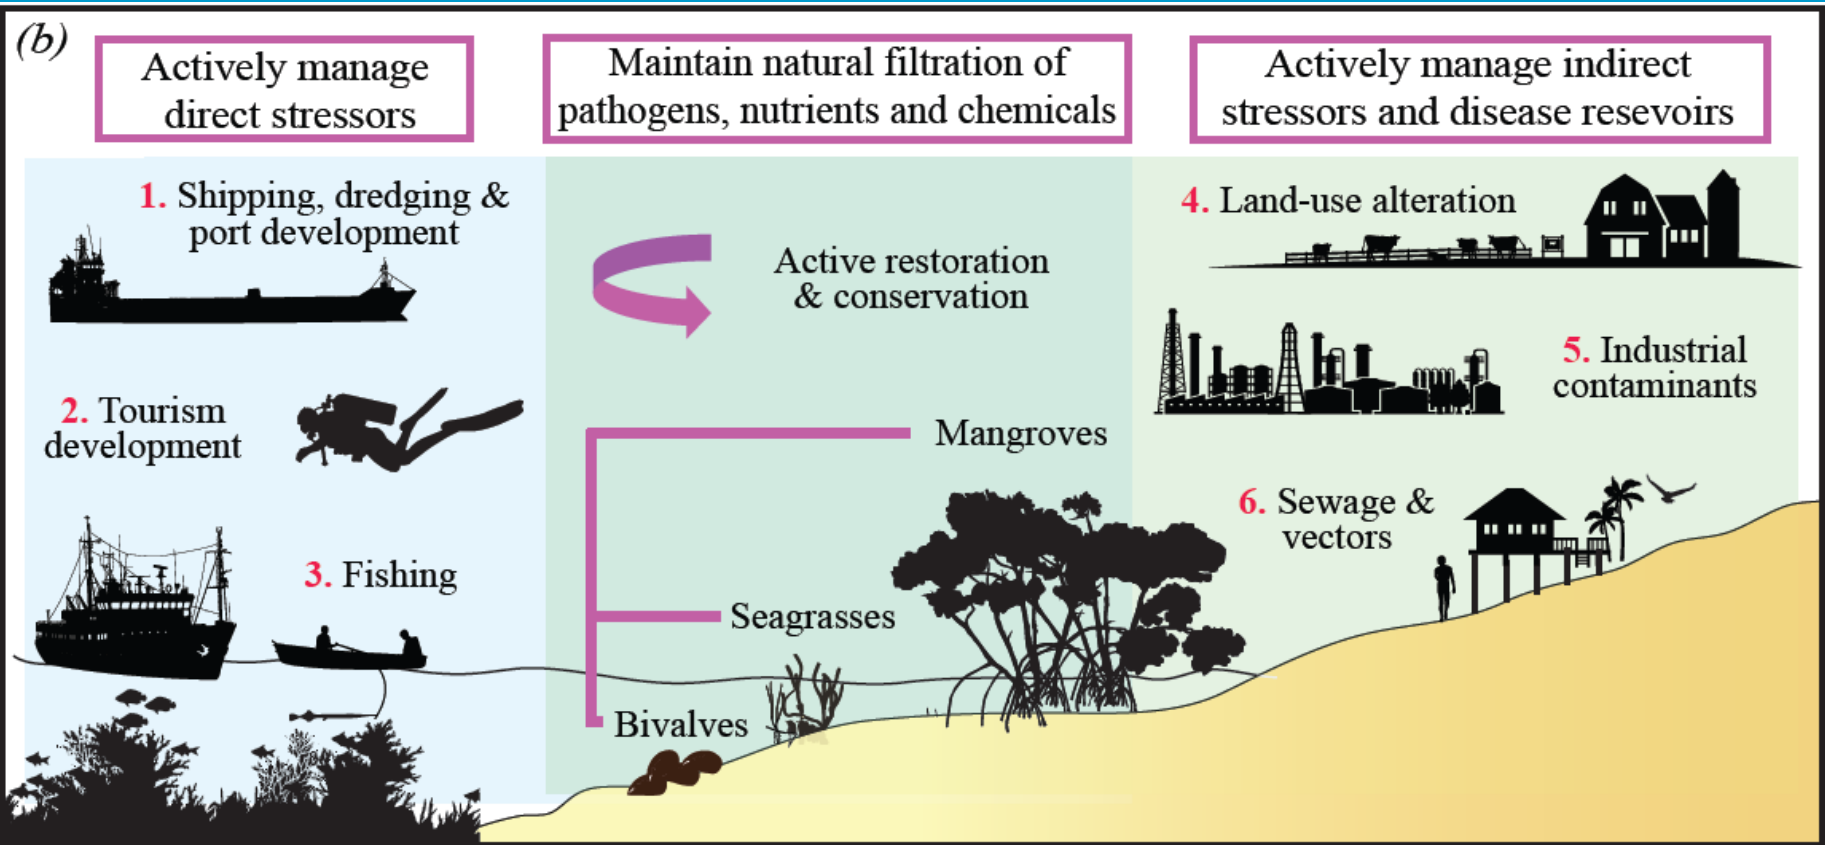 (b)
Actively manage
direct stressors
Maintain natural filtration of
pathogens, nutrients and chemicals
Actively manage indirect
stressors and disease resevoirs
1. Shipping, dredging &
port development
2. Tourism
development
3. Fishing
Active restoration
& conservation
Mangroves
Seagrasses
Bivalves
4. Land-use alteration
5. Industrial
contaminants
6. Sewage &
vectors